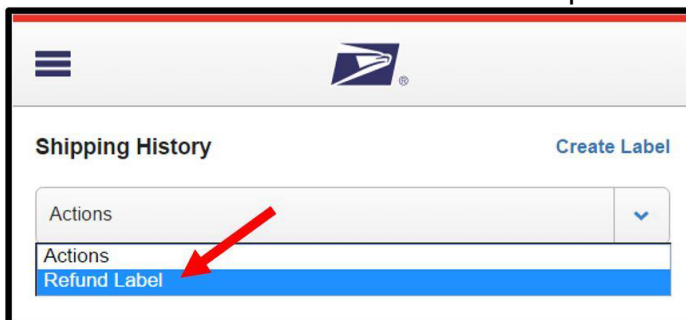 ®
Shipping History
Create Label
Actions
Actions
Refund Label